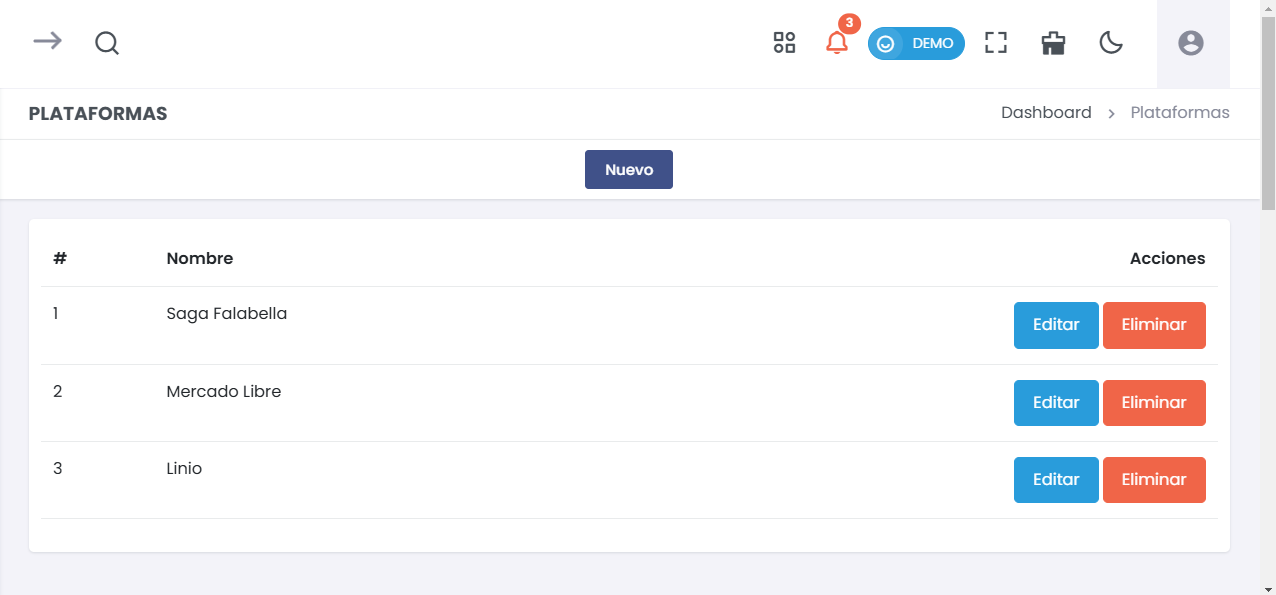 3
DEMO
PLATAFORMAS
Dashboard > Plataformas
Nuevo
# Nombre Acciones
1 Saga Falabella Editar Eliminar
2 Mercado Libre Editar Eliminar
3 Linio Editar Eliminar